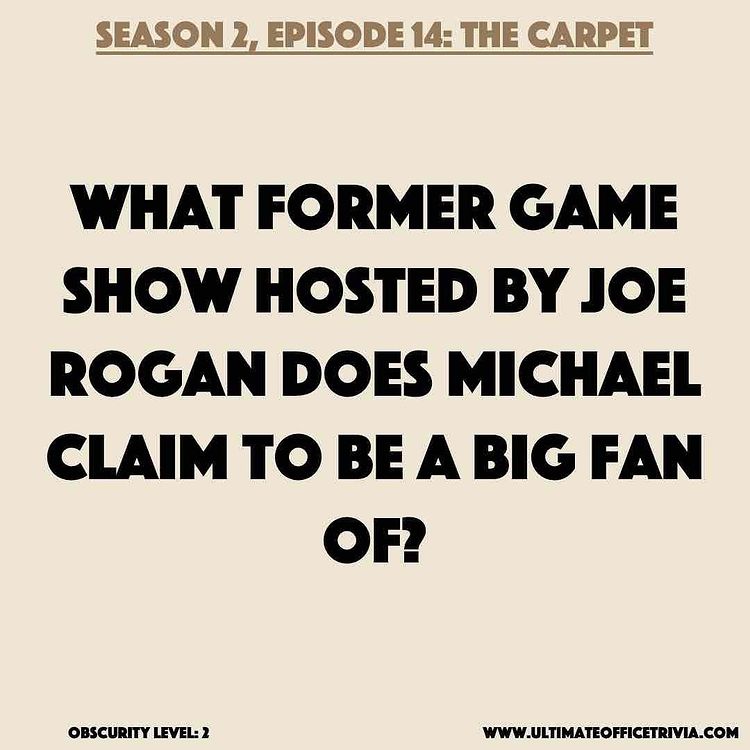 SEASON 2, EPISODE 14: THE CARPET
WHAT FORMER GAME
SHOW HOSTED BY JOE
ROGAN DOES MICHAEL
CLAIM TO BE A BIG FAN
OF?
OBSCURITY LEVEL: 2
WWW.ULTIMATEOFFICETRIVIA.COM